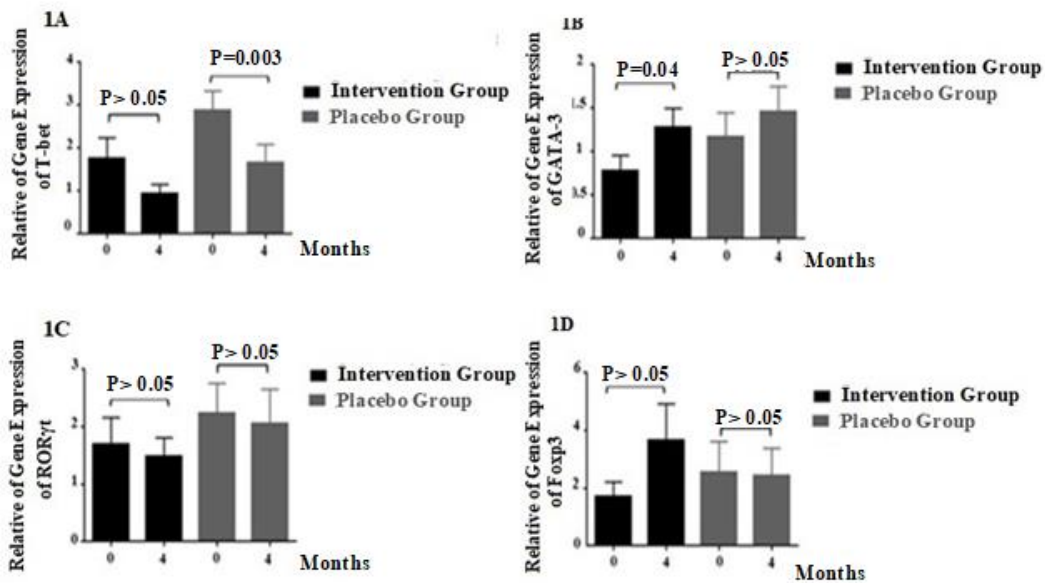 1A
Relative of Gene Expression
of T-bet
4
3
2
1
0
P> 0.05
P=0.003
Intervention Group
Placebo Group
0 4 0 4
Months
1B
Relative of Gene Expression
of GATA-3
1.5
1
0.5
0
P=0.04
P> 0.05
Intervention Group
Placebo Group
0 4 0 4
Months
1C
Relative of Gene Expression
of RORγt
3
2
1
0
P> 0.05
P> 0.05
Intervention Group
Placebo Group
0 4 0 4
Months
1D
Relative of Gene Expression
of Foxp3
6
4
2
0
P> 0.05
P> 0.05
Intervention Group
Placebo Group
0 4 0 4
Months